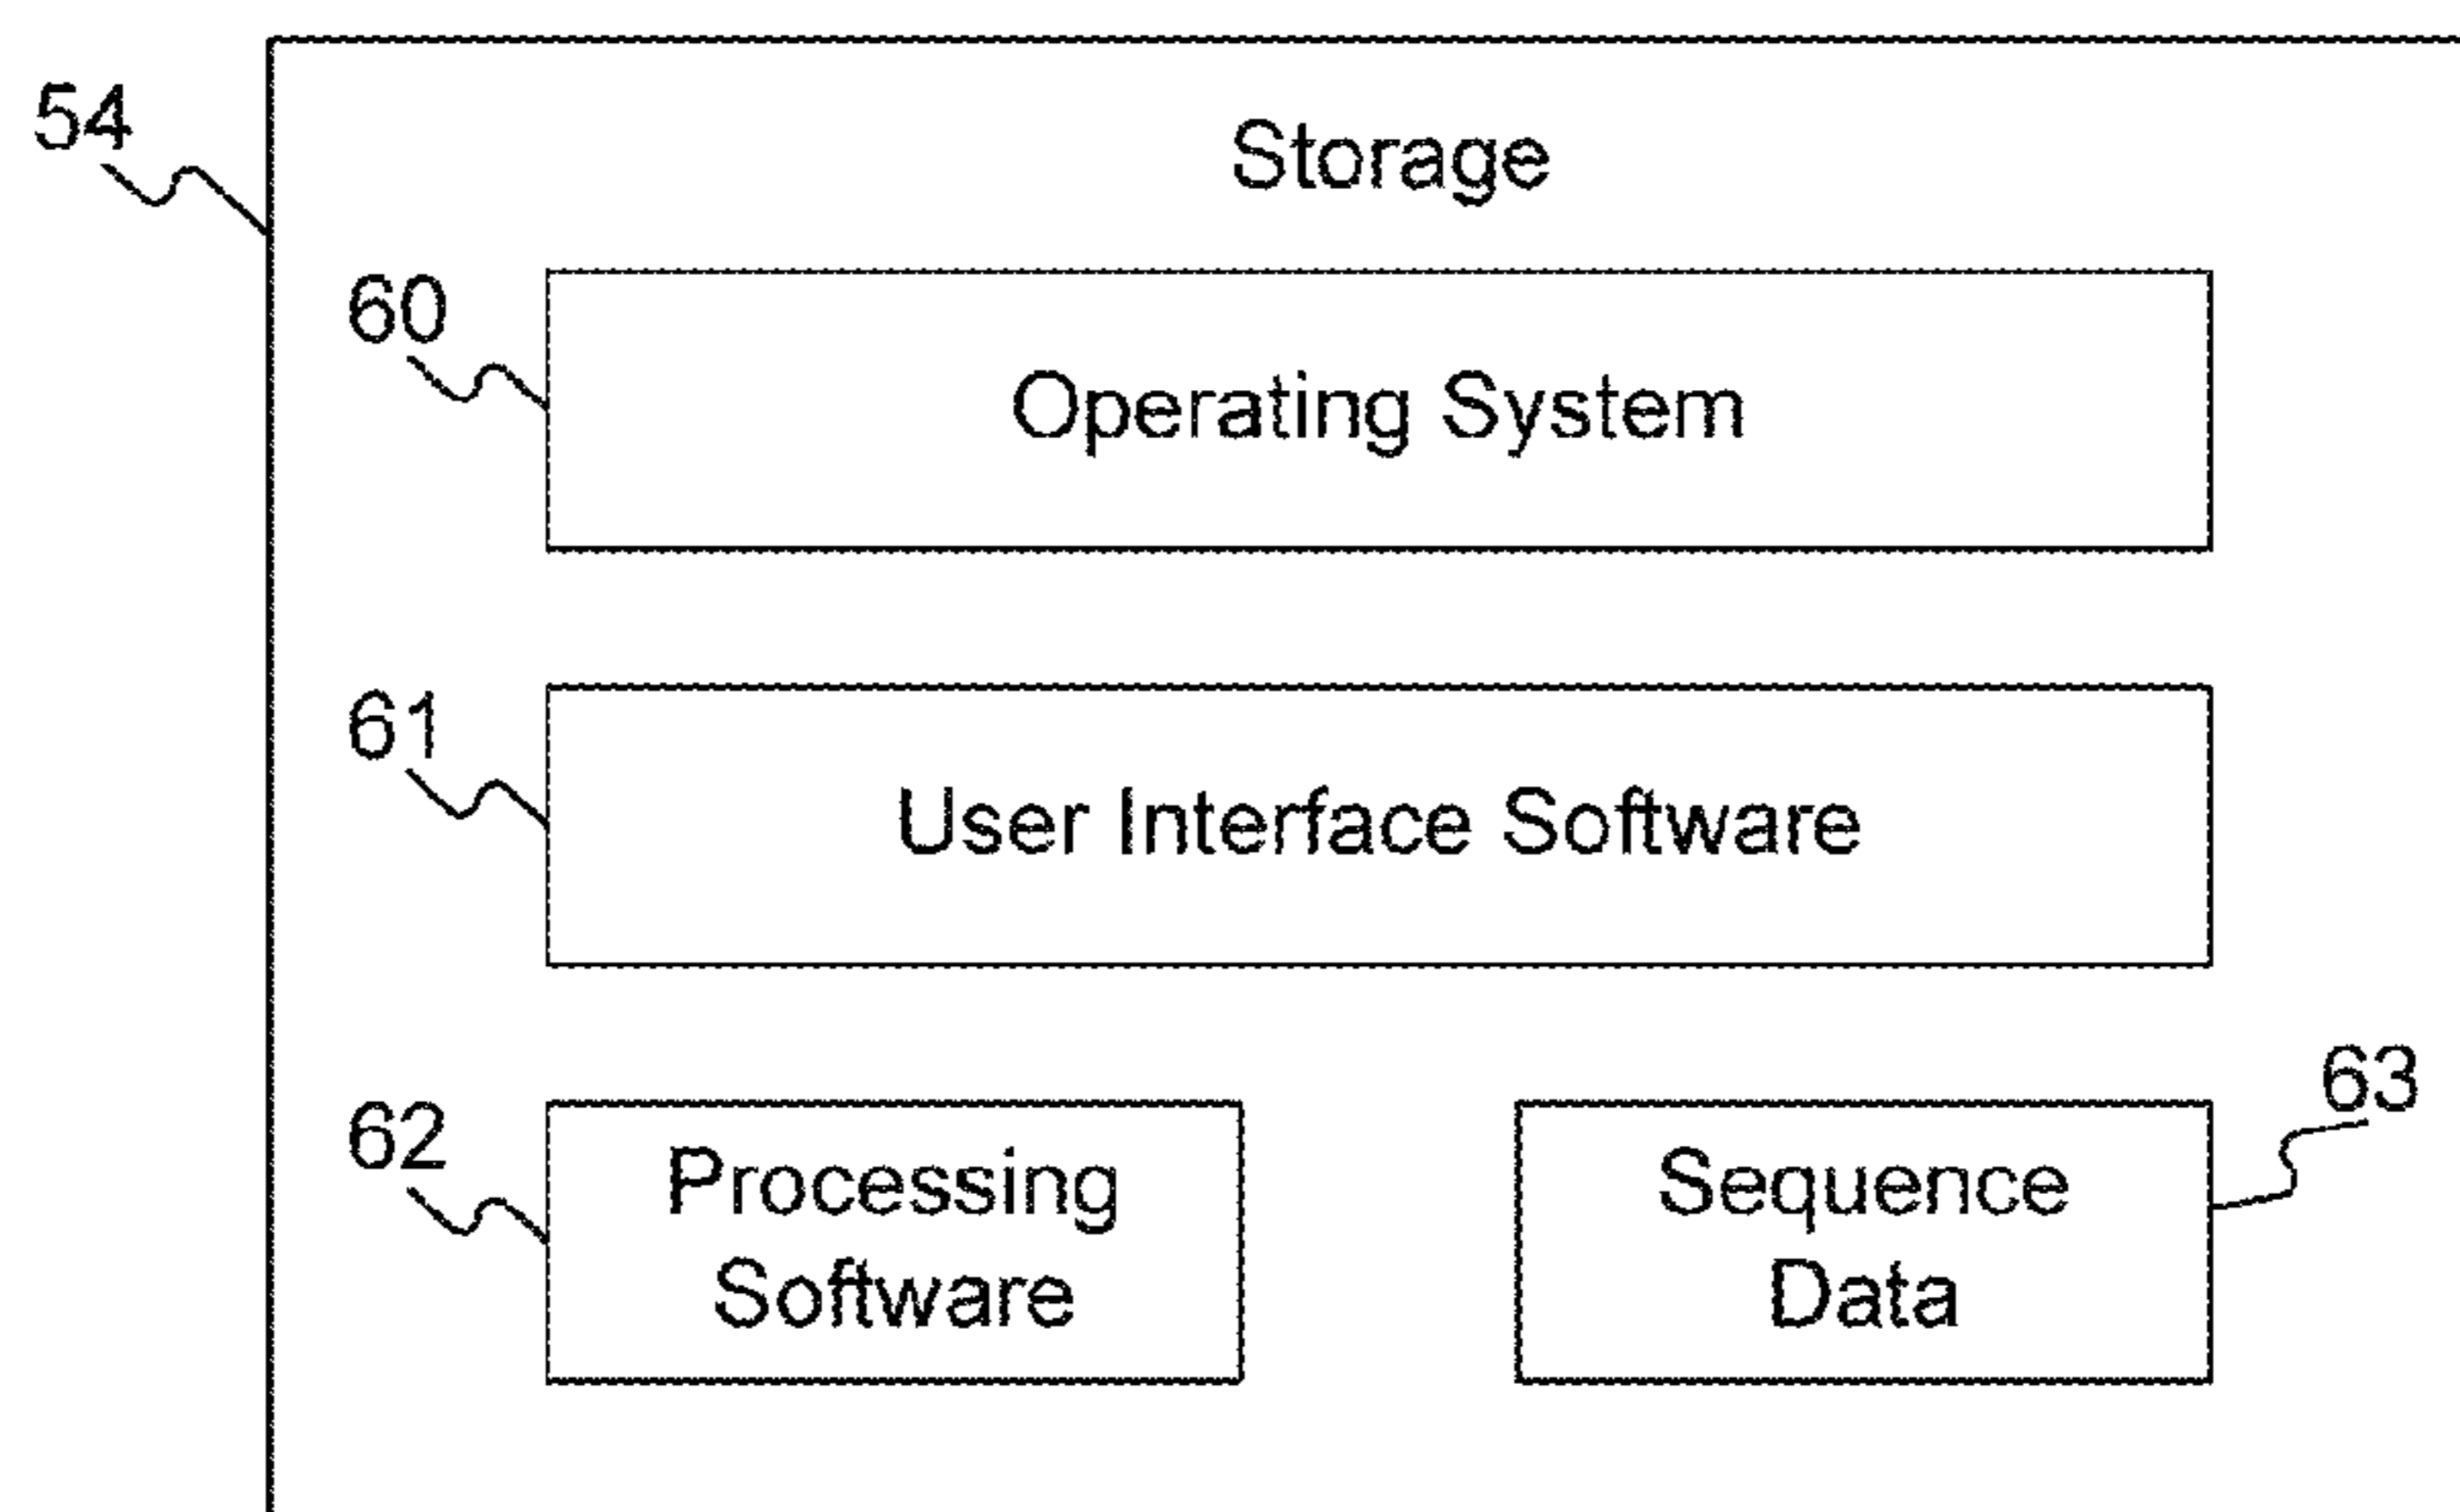 54
Storage
60
Operating System
61
User Interface Software
62
Processing
Software
63
Sequence
Data